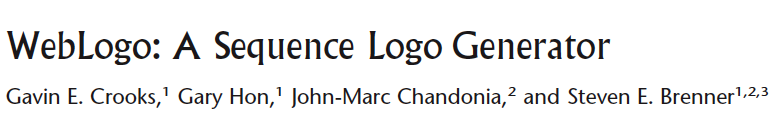 WebLogo: A Sequence Logo Generator
Gavin E. Crooks,¹ Gary Hon,¹ John-Marc Chandonia,² and Steven E. Brenner¹,²,³